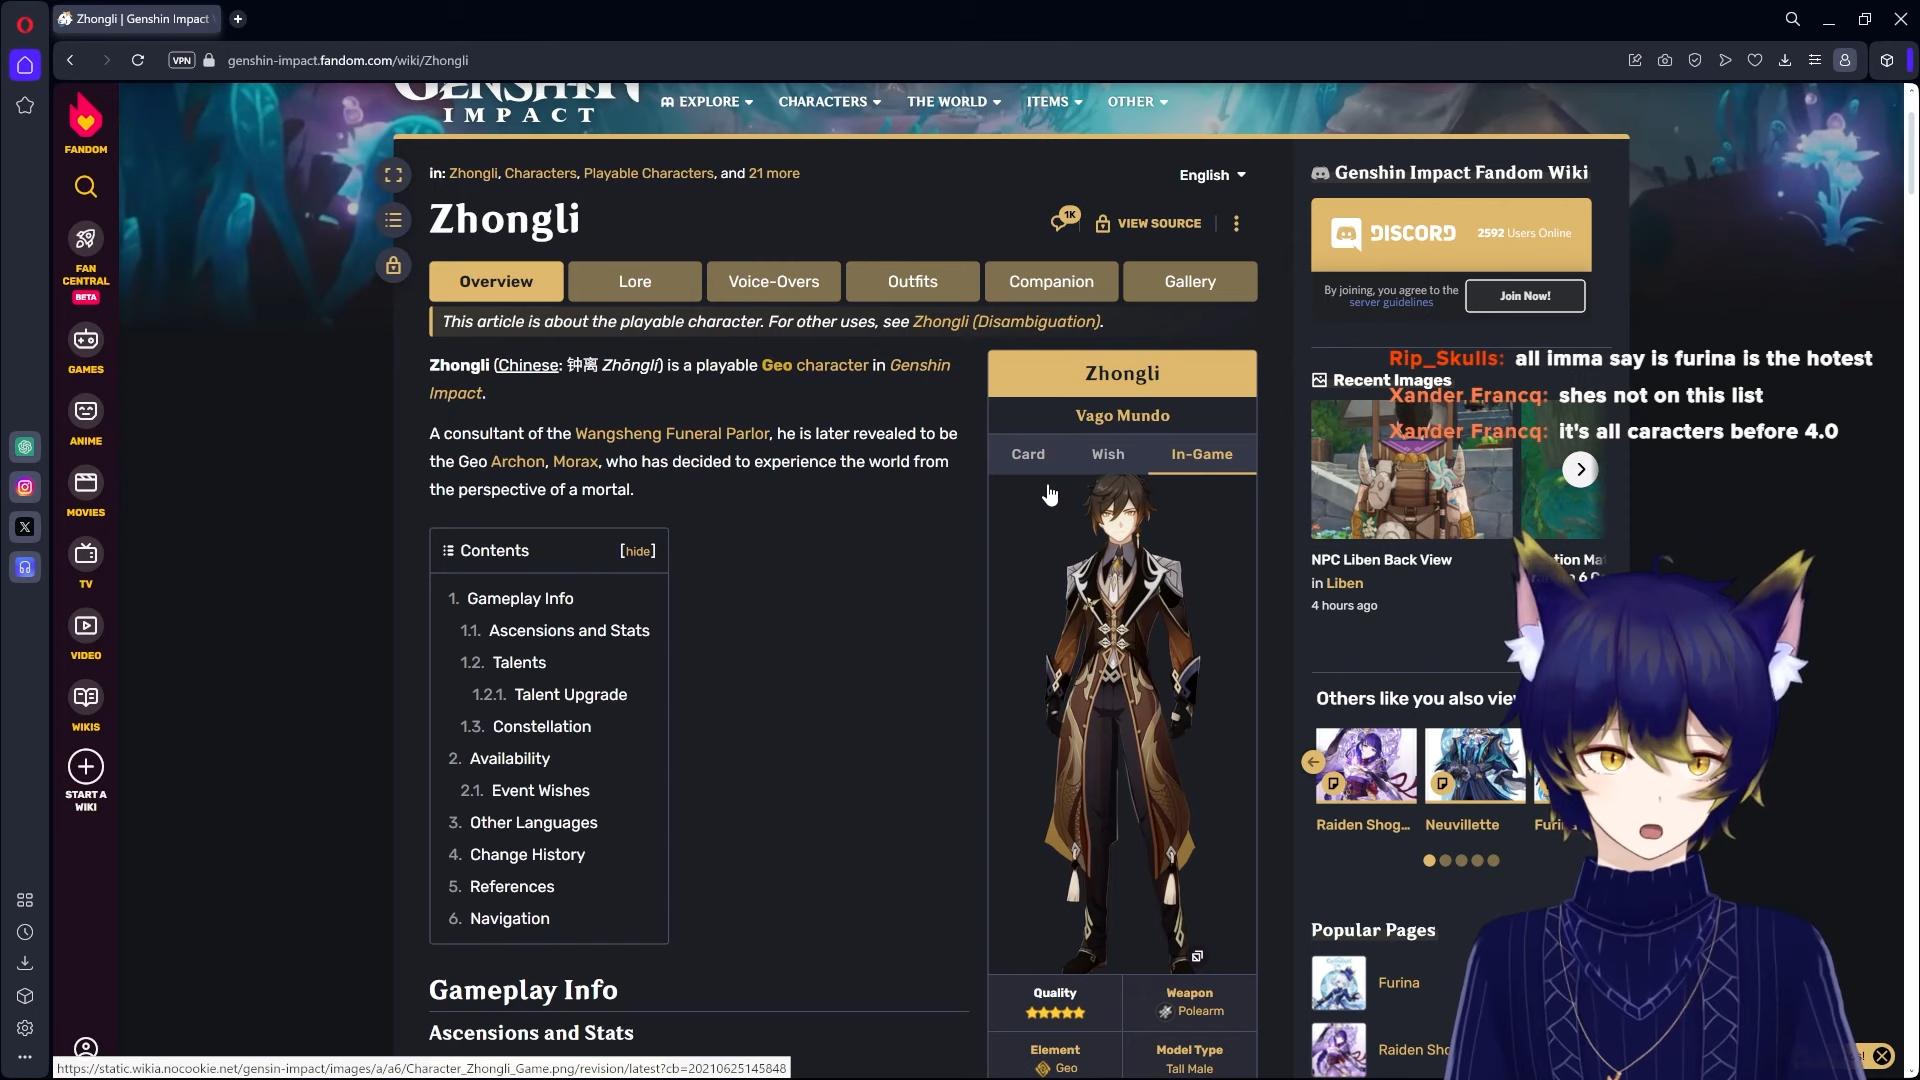 Zhongli | Genshin Impact
VPN
genshin-impact.fandom.com/wiki/Zhongli
GENSHIN
IMPACT
EXPLORE
CHARACTERS
THE WORLD
ITEMS
OTHER
FANDOM
FAN CENTRAL
BETA
GAMES
ANIME
MOVIES
TV
VIDEO
WIKIS
START A WIKI
in: Zhongli, Characters, Playable Characters, and 21 more
English
Zhongli
1K
VIEW SOURCE
Overview
Lore
Voice-Overs
Outfits
Companion
Gallery
This article is about the playable character. For other uses, see Zhongli (Disambiguation).
Zhongli (Chinese: 钟离 Zhōnglí) is a playable Geo character in Genshin
Impact.
A consultant of the Wangsheng Funeral Parlor, he is later revealed to be
the Geo Archon, Morax, who has decided to experience the world from
the perspective of a mortal.
Contents [hide]
1. Gameplay Info
1.1. Ascensions and Stats
1.2. Talents
1.2.1. Talent Upgrade
1.3. Constellation
2. Availability
2.1. Event Wishes
3. Other Languages
4. Change History
5. References
6. Navigation
Gameplay Info
Ascensions and Stats
Zhongli
Vago Mundo
Card
Wish
In-Game
Quality
Weapon
Polearm
Element
Geo
Model Type
Tall Male
Genshin Impact Fandom Wiki
DISCORD
2592 Users Online
By joining, you agree to the
server guidelines
Join Now!
Rip_Skulls: all imma say is furina is the hotest
Recent Images
Xander_Francq: shes not on this list
Xander_Francq: it's all caracters before 4.0
NPC Liben Back View
in Liben
4 hours ago
Others like you also
Raiden Shog...
Neuvillette
Popular Pages
Furina
Raiden
https://static.wikia.nocookie.net/gensin-impact/images/a/a6/Character_Zhongli_Game.png/revision/latest?cb=20210625145848